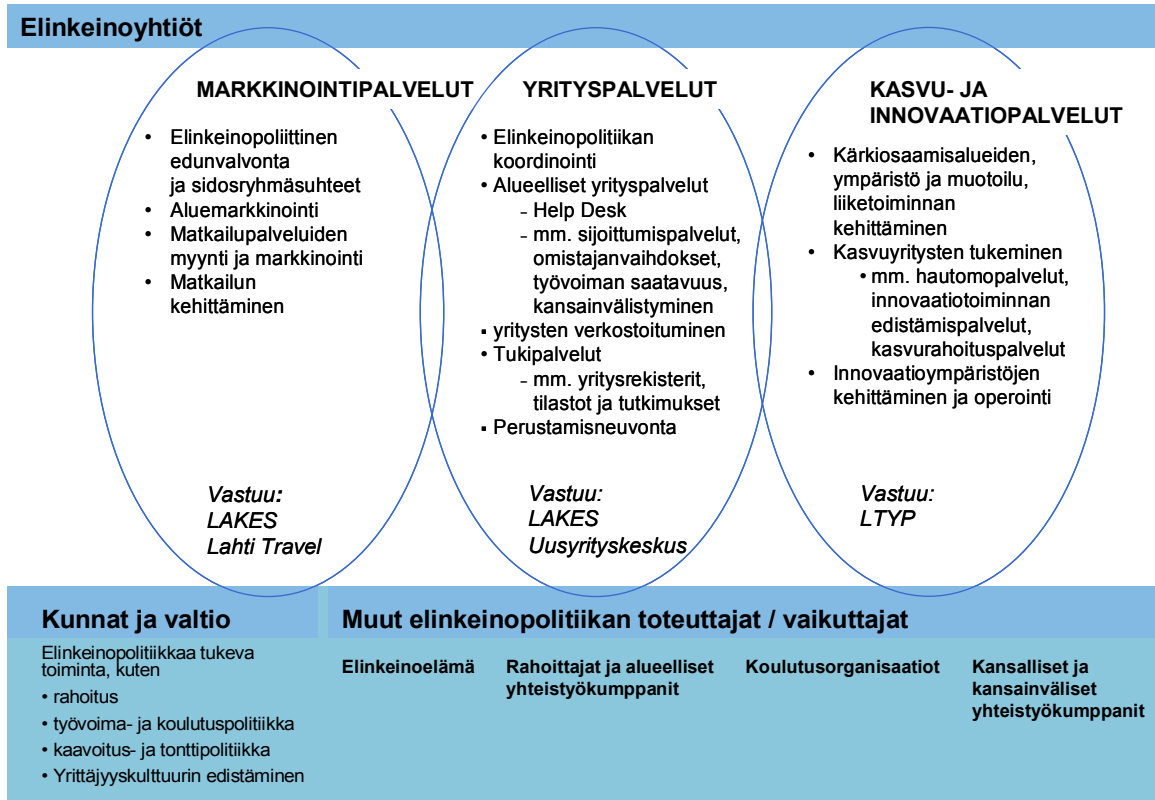 Elinkeinoyhtiöt
MARKKINOINTIPALVELUT
• Elinkeinopoliittinen
edunvalvonta
ja sidosryhmäsuhteet
• Aluemarkkinointi
• Matkailupalveluiden
myynti ja markkinointi
• Matkailun
kehittäminen
Vastuu:
LAKES
Lahti Travel
YRITYSPALVELUT
• Elinkeinopolitiikan
koordinointi
• Alueelliset yrityspalvelut
- Help Desk
- mm. sijoittumispalvelut,
omistajanvaihdokset,
työvoiman saatavuus,
kansainvälistyminen
▪ yritysten verkostoituminen
• Tukipalvelut
- mm. yritysrekisterit,
tilastot ja tutkimukset
▪ Perustamisneuvonta
Vastuu:
LAKES
Uusyrityskeskus
KASVU- JA
INNOVAATIOPALVELUT
• Kärkiosaamisalueiden,
ympäristö ja muotoilu,
liiketoiminnan
kehittäminen
• Kasvuyritysten tukeminen
• mm. hautomopalvelut,
innovaatiotoiminnan
edistämispalvelut,
kasvurahoituspalvelut
• Innovaatioympäristöjen
kehittäminen ja operointi
Vastuu:
LTYP
Kunnat ja valtio
Elinkeinopolitiikkaa tukeva
toiminta, kuten
• rahoitus
• työvoima- ja koulutuspolitiikka
• kaavoitus- ja tonttipolitiikka
• Yrittäjyyskulttuurin edistäminen
Muut elinkeinopolitiikan toteuttajat / vaikuttajat
Elinkeinoelämä
Rahoittajat ja alueelliset
yhteistyökumppanit
Koulutusorganisaatiot
Kansalliset ja
kansainväliset
yhteistyökumppanit